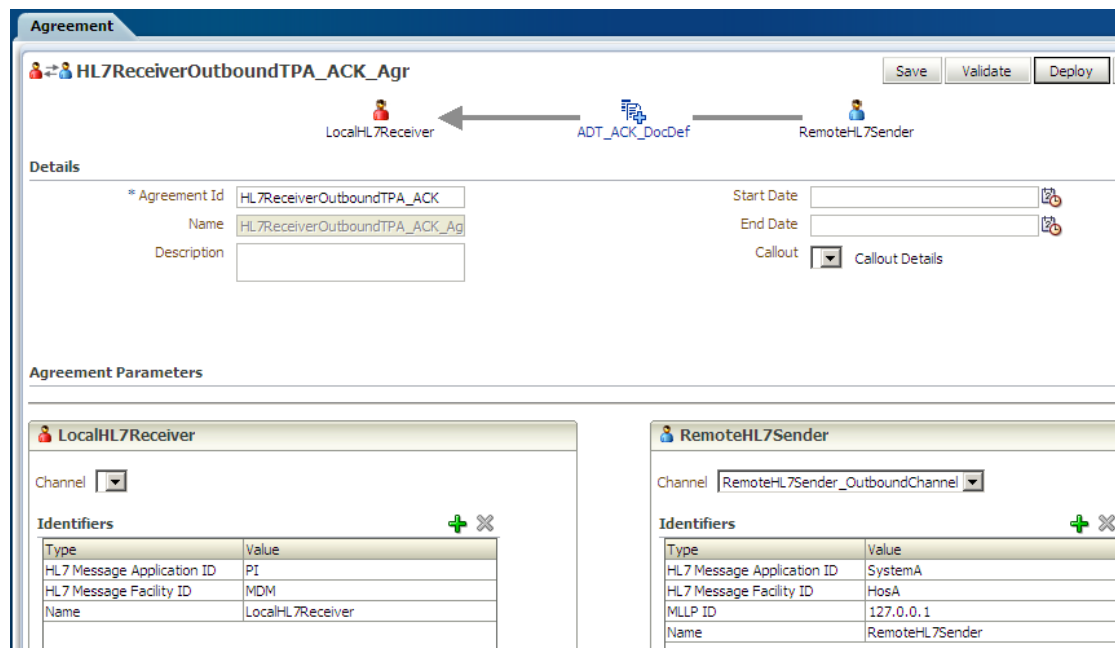 Agreement
HL7ReceiverOutboundTPA_ACK_Agr
Save Validate Deploy
LocalHL7Receiver ADT_ACK_DocDef RemoteHL7Sender
Details
* Agreement Id HL7ReceiverOutboundTPA_ACK Start Date
Name HL7ReceiverOutboundTPA_ACK_Ag End Date
Description Callout Callout Details
Agreement Parameters
LocalHL7Receiver
Channel
Identifiers
Type Value
HL7 Message Application ID PI
HL7 Message Facility ID MDM
Name LocalHL7Receiver
RemoteHL7Sender
Channel RemoteHL7Sender_OutboundChannel
Identifiers
Type Value
HL7 Message Application ID SystemA
HL7 Message Facility ID HosA
MLLP ID 127.0.0.1
Name RemoteHL7Sender